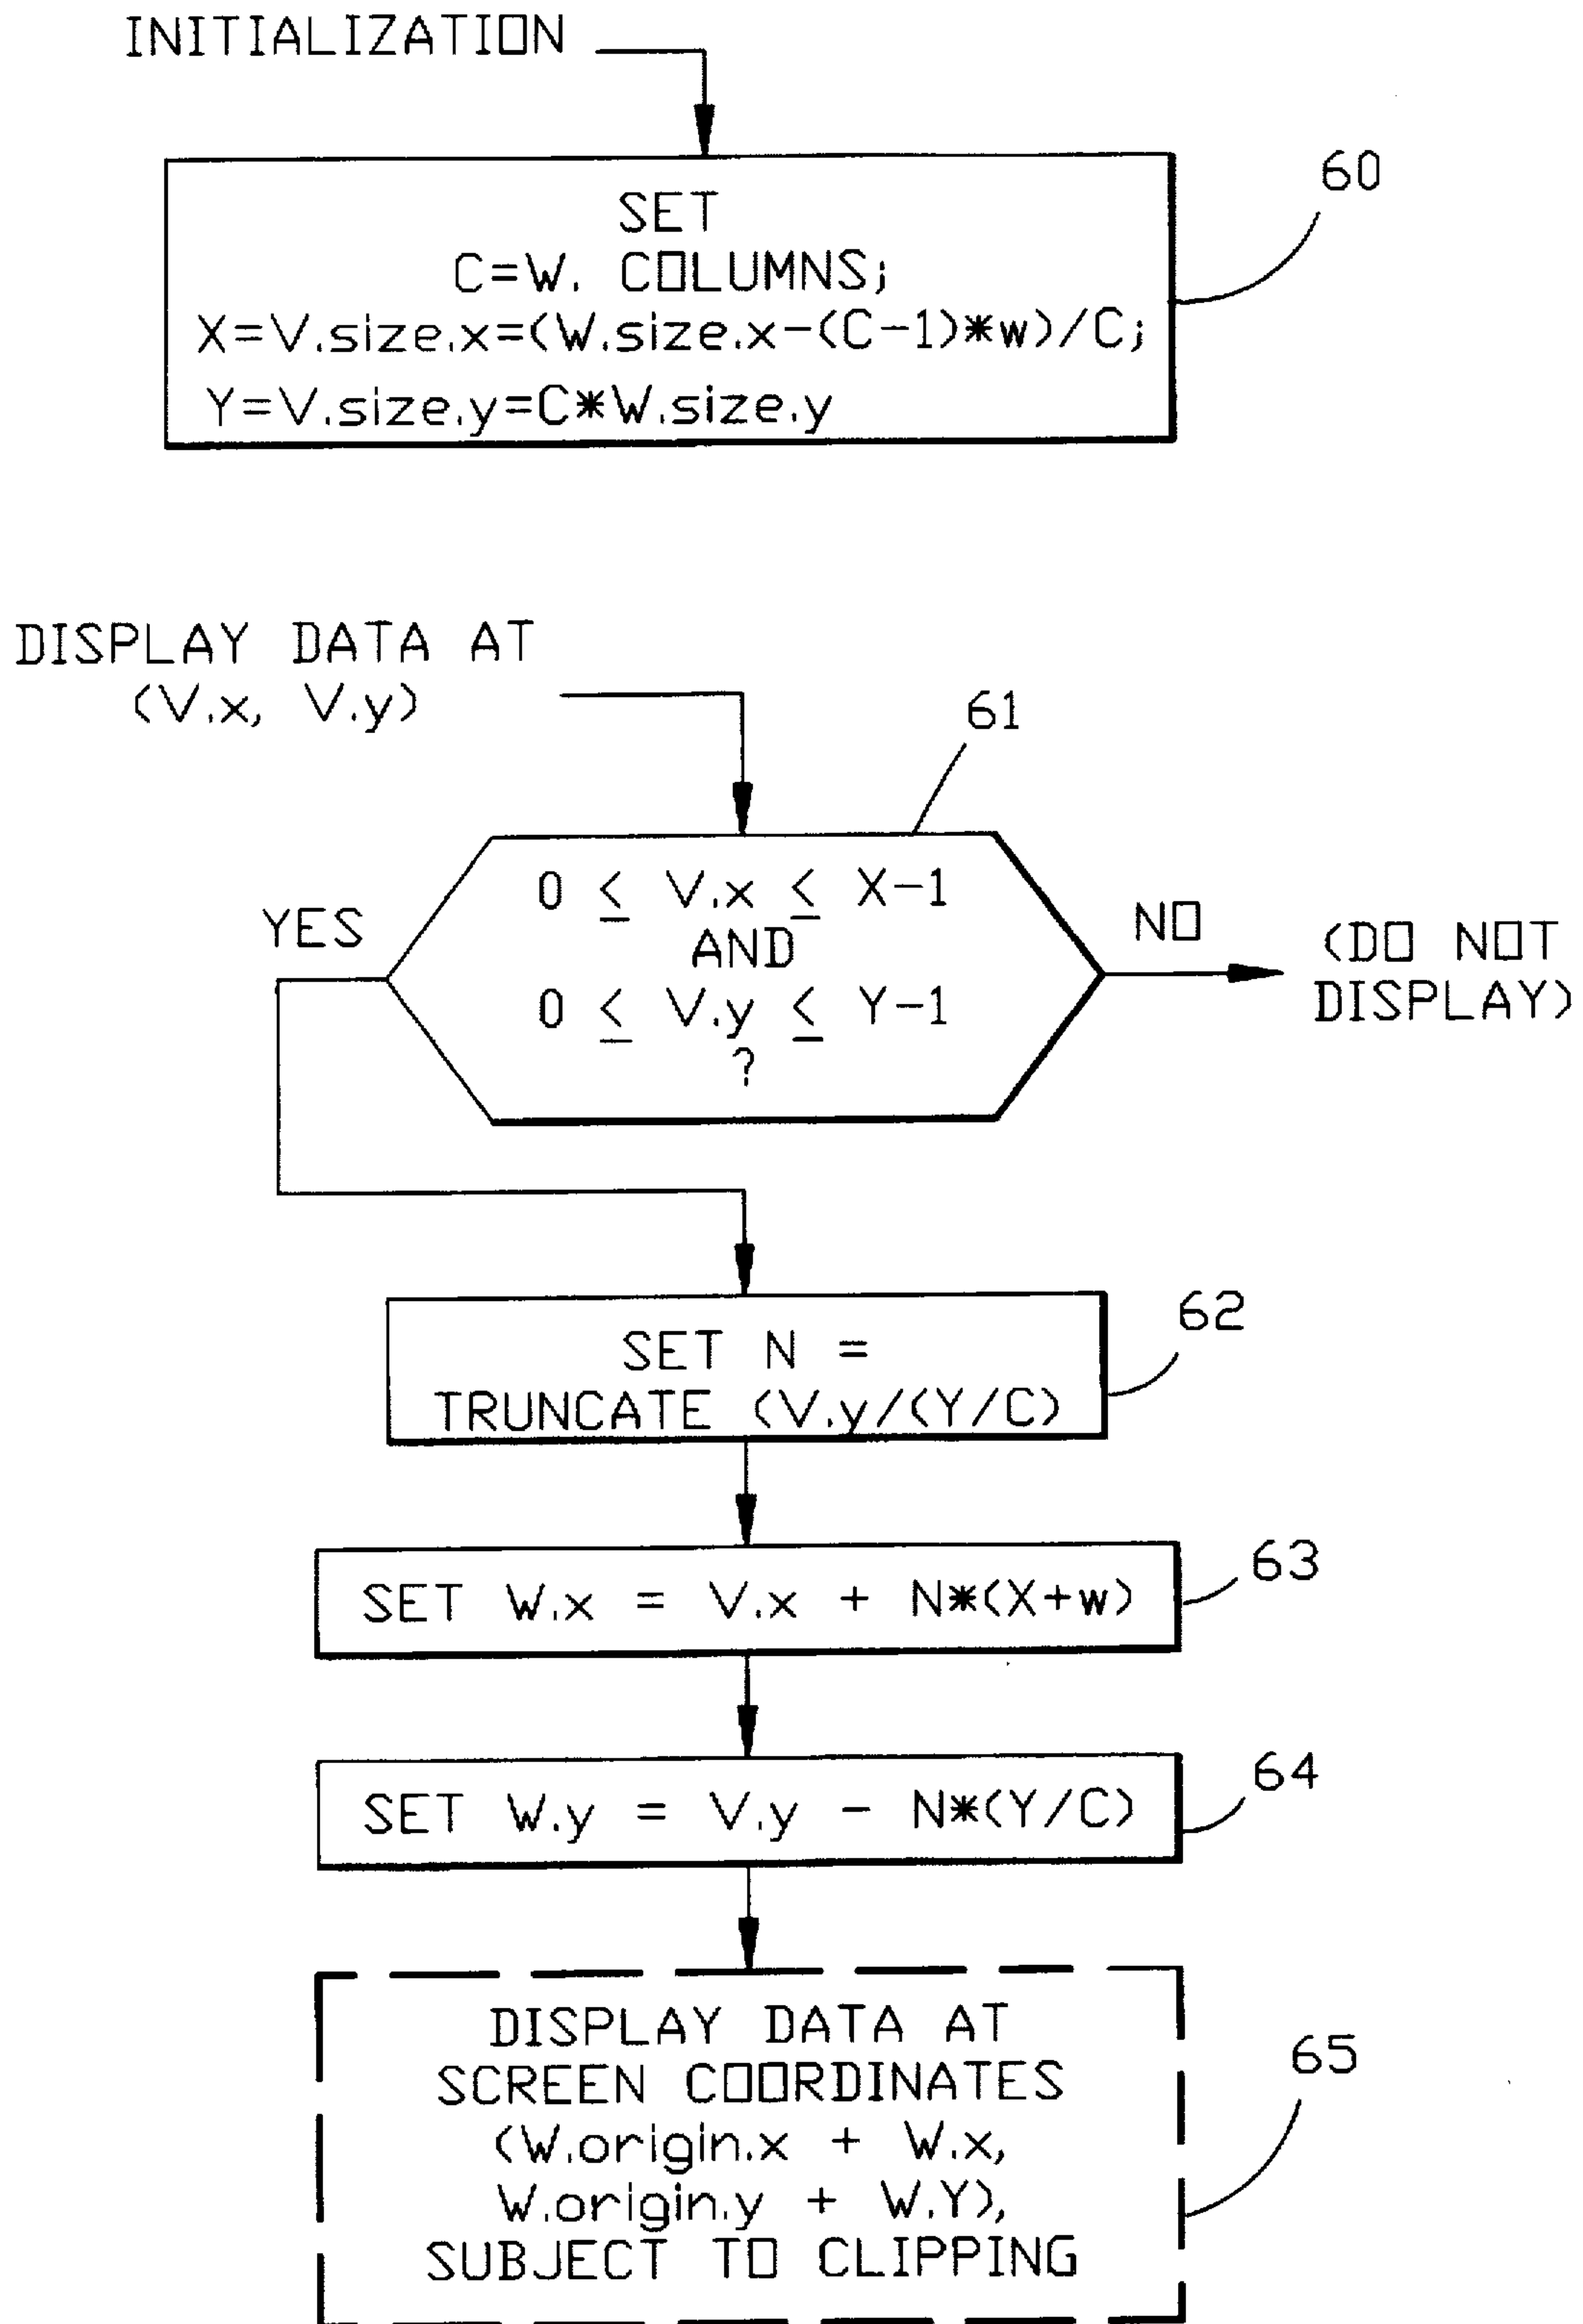 INITIALIZATION
60
SET
C=W. COLUMNS;
X=V.size.x=(W.size.x-(C-1)*w)/C;
Y=V.size.y=C*W.size.y
DISPLAY DATA AT
(V.x, V.y)
61
0 ≤ V.x ≤ X-1
AND
0 ≤ V.y ≤ Y-1
?
YES
NO
(DO NOT
DISPLAY)
62
SET N =
TRUNCATE (V.y/(Y/C)
63
SET W.x = V.x + N*(X+w)
64
SET W.y = V.y - N*(Y/C)
65
DISPLAY DATA AT
SCREEN COORDINATES
(W.origin.x + W.x,
W.origin.y + W.Y),
SUBJECT TO CLIPPING